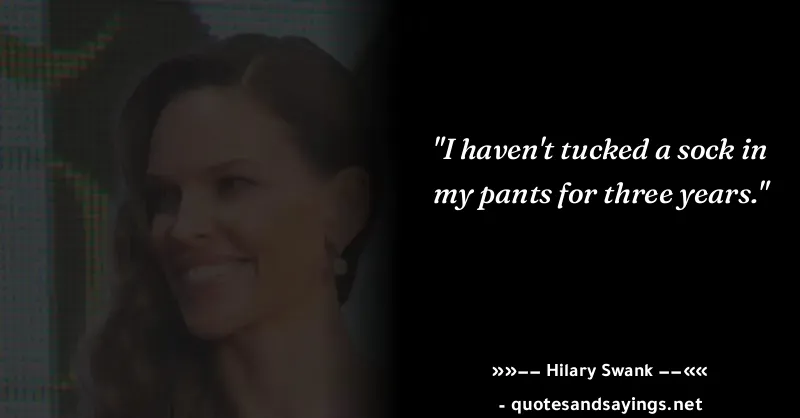 "I haven't tucked a sock in
my pants for three years."
»»—— Hilary Swank ——««
- quotesandsayings.net